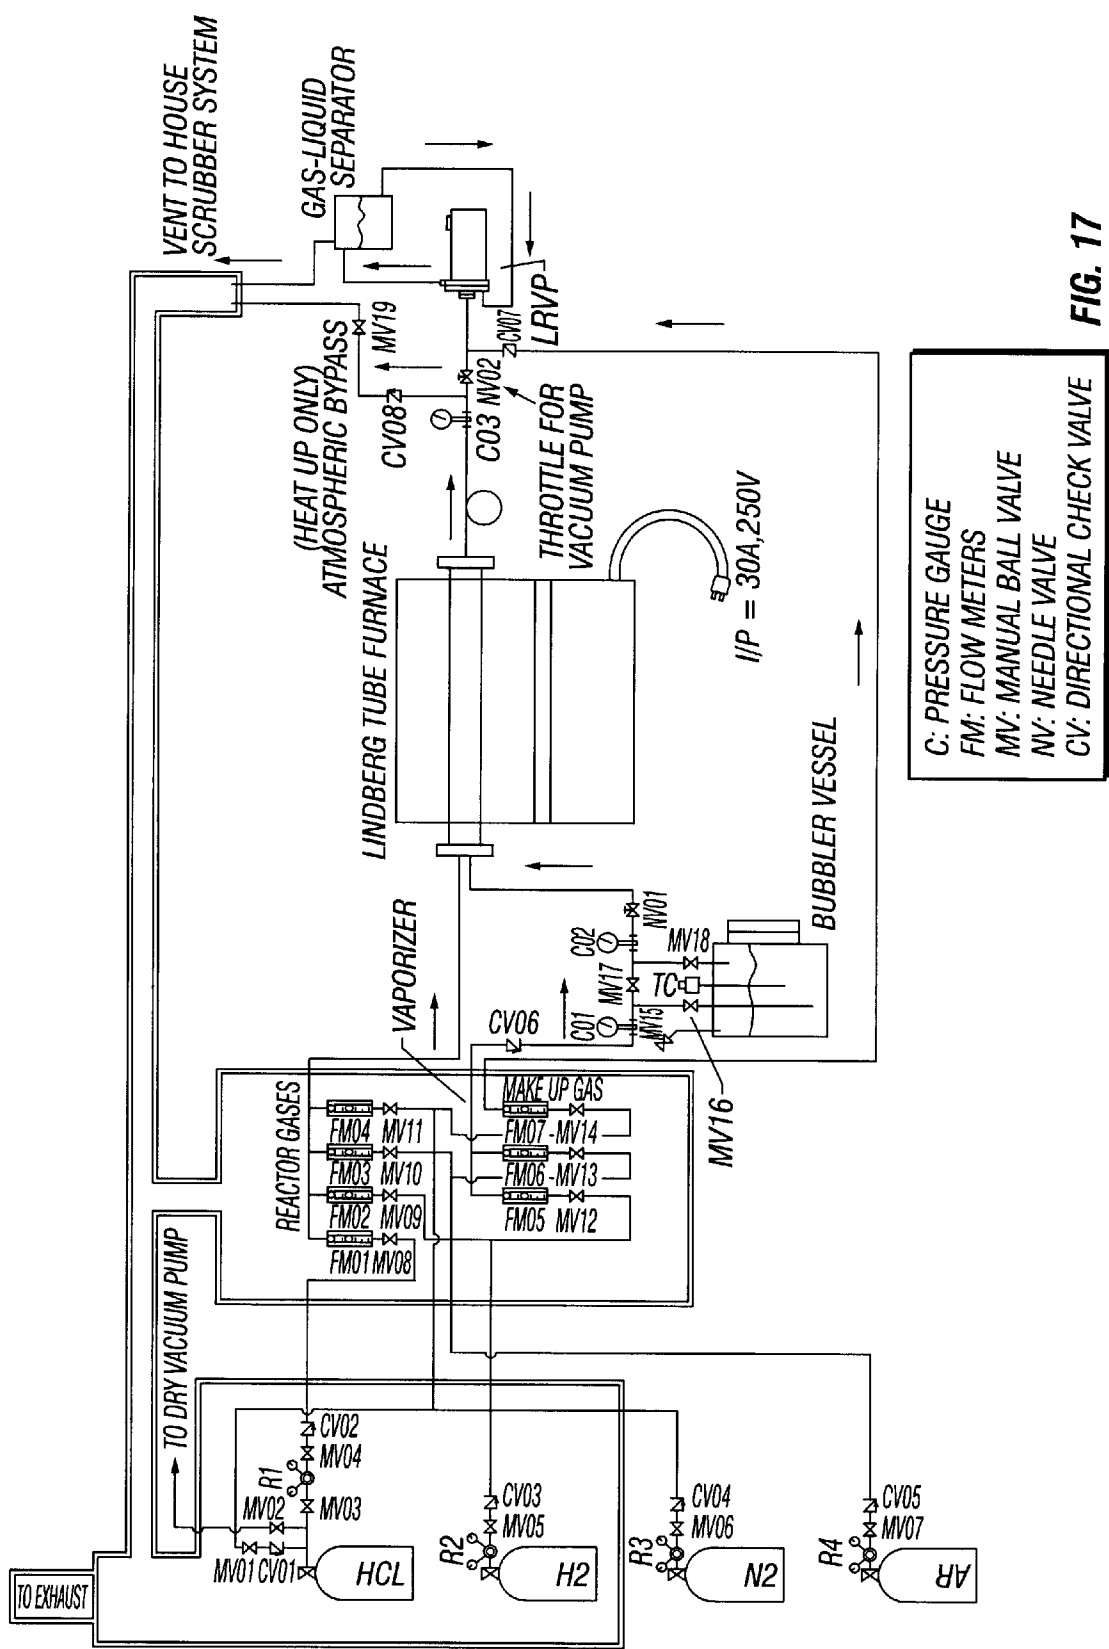 VENT TO HOUSE
SCRUBBER SYSTEM
GAS-LIQUID
SEPARATOR
(HEAT UP ONLY)
ATMOSPHERIC BYPASS
MV19
CV08
C03
NV02
CV07
LRVP
THROTTLE FOR
VACUUM PUMP
LINDBERG TUBE FURNACE
I/P = 30A,250V
VAPORIZER
CV06
C01
MV15
MV17
C02
NV01
MV18
TC
MV16
BUBBLER VESSEL
REACTOR GASES
FM04 MV11
FM03 MV10
FM02 MV09
FM01 MV08
MAKE UP GAS
FM07 - MV14
FM06 - MV13
FM05 MV12
TO DRY VACUUM PUMP
TO EXHAUST
MV01 CV01
MV02
MV03
R1
MV04
CV02
HCL
R2
MV05
CV03
H2
R3
MV06
CV04
N2
R4
MV07
CV05
AR
C: PRESSURE GAUGE
FM: FLOW METERS
MV: MANUAL BALL VALVE
NV: NEEDLE VALVE
CV: DIRECTIONAL CHECK VALVE
FIG. 17